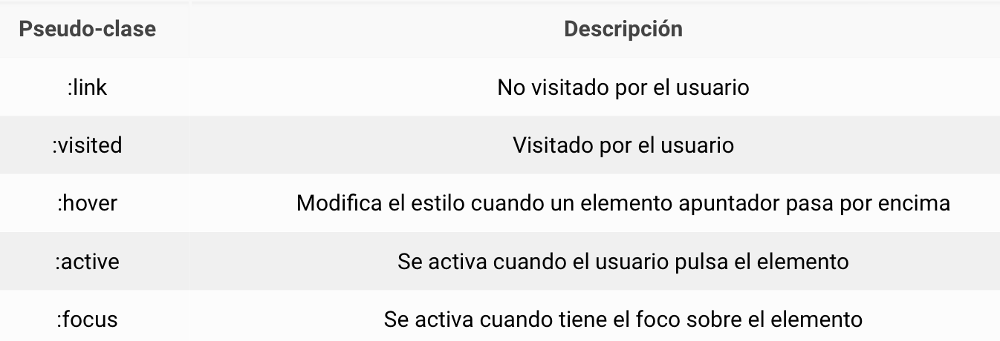 Pseudo-clase Descripción
:link No visitado por el usuario
:visited Visitado por el usuario
:hover Modifica el estilo cuando un elemento apuntador pasa por encima
:active Se activa cuando el usuario pulsa el elemento
:focus Se activa cuando tiene el foco sobre el elemento